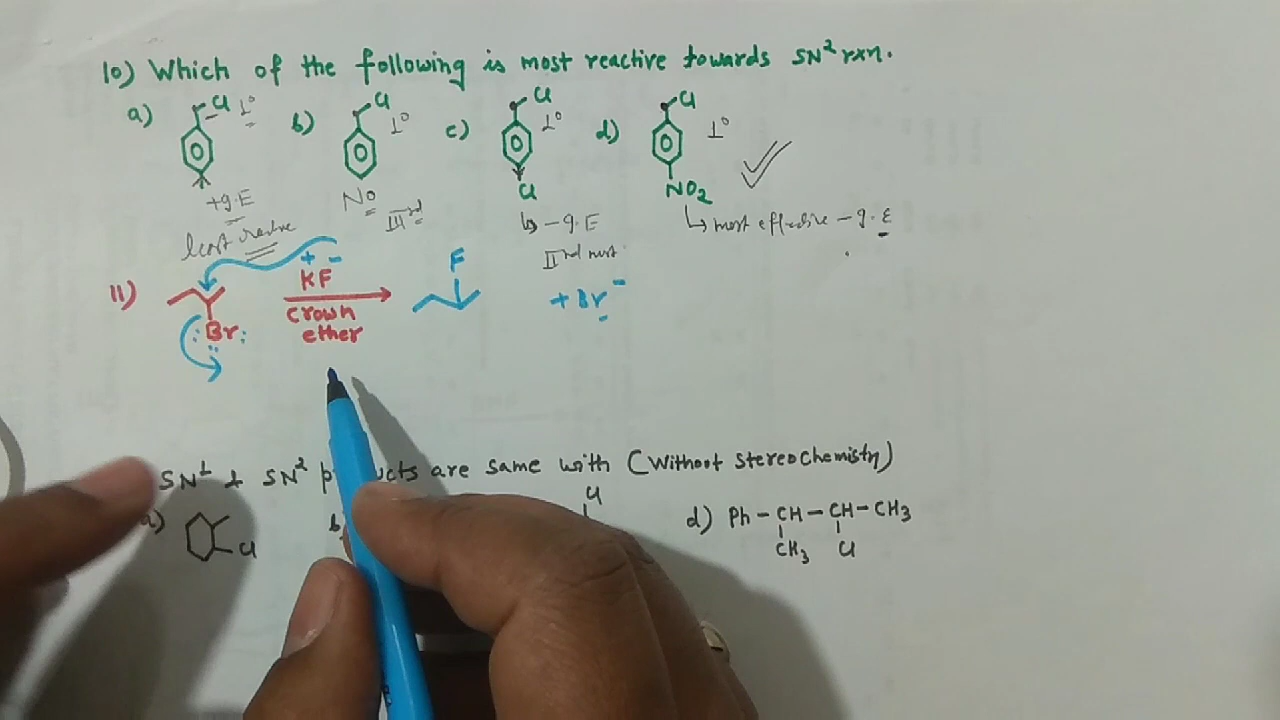 10) Which of the following is most reactive towards SN² rxn.
a) Cl 1° b) Cl 1° c) Cl 1° d) Cl 1°
Cl NO₂
+g.E No IIIrd ↳ -g.E ↳ most effective -g.E
least reactive IInd most
11) Br KF + - crown ether F + Br⁻
SN¹ & SN² p ucts are same with (Without stereochemistry)
a) Cl b) Cl d) Ph-CH-CH-CH₃
CH₃ Cl